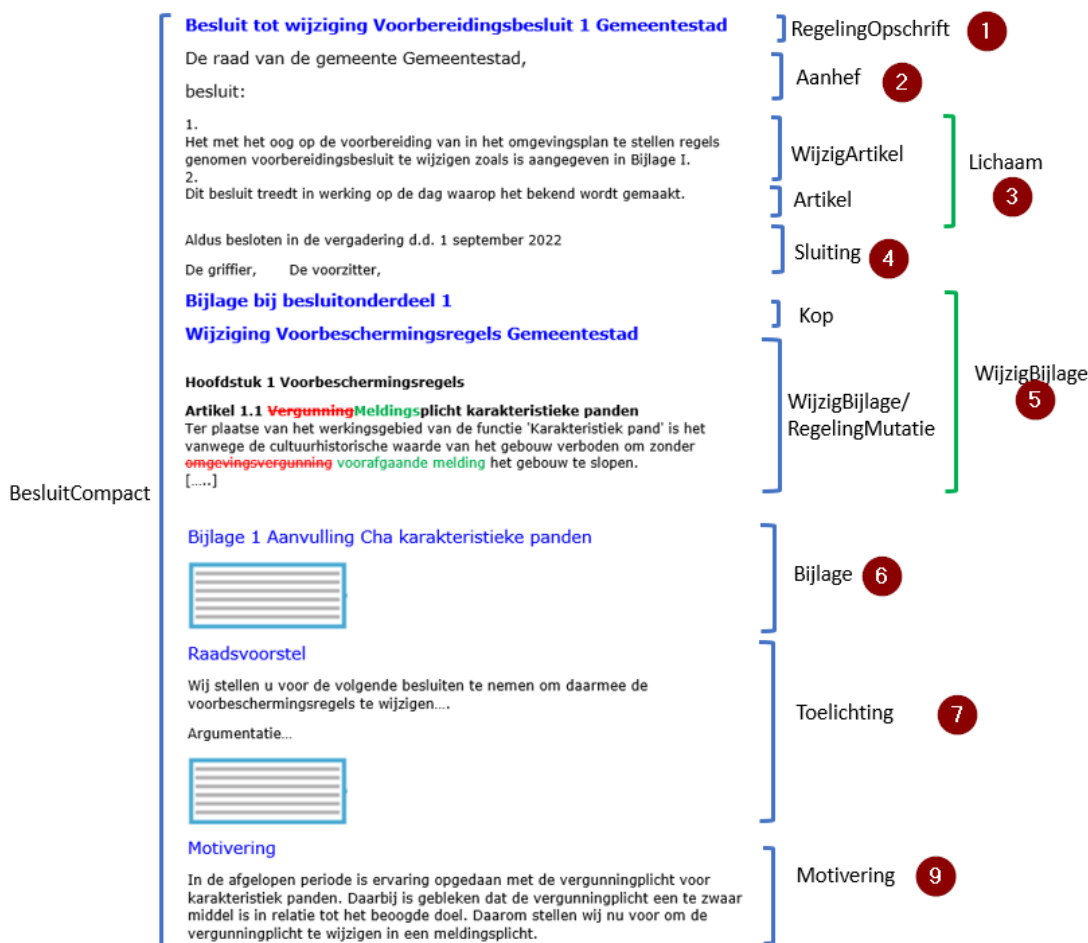 Besluit tot wijziging Voorbereidingsbesluit 1 Gemeentestad
RegelingOpschrift 1
De raad van de gemeente Gemeentestad,
Aanhef 2
besluit:
1.
Het met het oog op de voorbereiding van in het omgevingsplan te stellen regels
genomen voorbereidingsbesluit te wijzigen zoals is aangegeven in Bijlage I.
WijzigArtikel
2.
Dit besluit treedt in werking op de dag waarop het bekend wordt gemaakt.
Artikel
Lichaam
3
Aldus besloten in de vergadering d.d. 1 september 2022
Sluiting 4
De griffier, De voorzitter,
Bijlage bij besluitonderdeel 1
Kop
Wijziging Voorbeschermingsregels Gemeentestad
Hoofdstuk 1 Voorbeschermingsregels
Artikel 1.1 VergunningMeldingsplicht karakteristieke panden
Ter plaatse van het werkingsgebied van de functie 'Karakteristiek pand' is het
vanwege de cultuurhistorische waarde van het gebouw verboden om zonder
omgevingsvergunning voorafgaande melding het gebouw te slopen.
[.....]
WijzigBijlage/
RegelingMutatie
WijzigBijlage
5
BesluitCompact
Bijlage 1 Aanvulling Cha karakteristieke panden
Bijlage 6
Raadsvoorstel
Wij stellen u voor de volgende besluiten te nemen om daarmee de
voorbeschermingsregels te wijzigen....
Argumentatie...
Toelichting 7
Motivering
In de afgelopen periode is ervaring opgedaan met de vergunningplicht voor
karakteristiek panden. Daarbij is gebleken dat de vergunningplicht een te zwaar
middel is in relatie tot het beoogde doel. Daarom stellen wij nu voor om de
vergunningplicht te wijzigen in een meldingsplicht.
Motivering 9